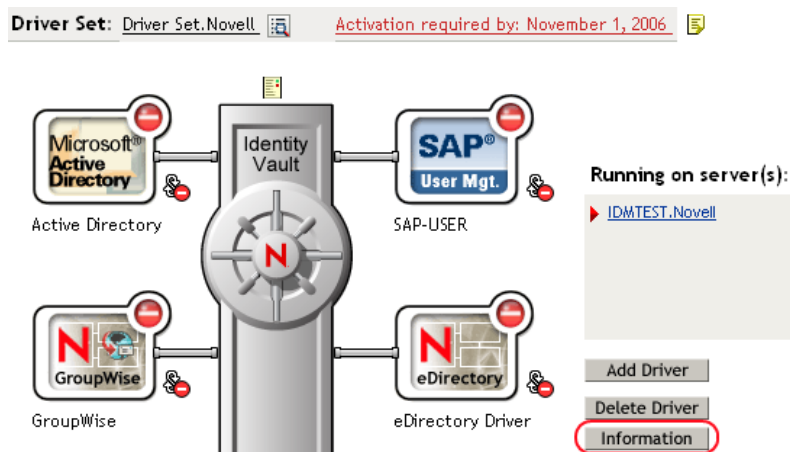 Driver Set: Driver Set.Novell Activation required by: November 1, 2006
Microsoft®
Active
Directory
Active Directory
Identity
Vault
N
SAP®
User Mgt.
SAP-USER
Running on server(s):
IDMTEST.Novell
N
GroupWise
GroupWise
N
eDirectory
eDirectory Driver
Add Driver
Delete Driver
Information